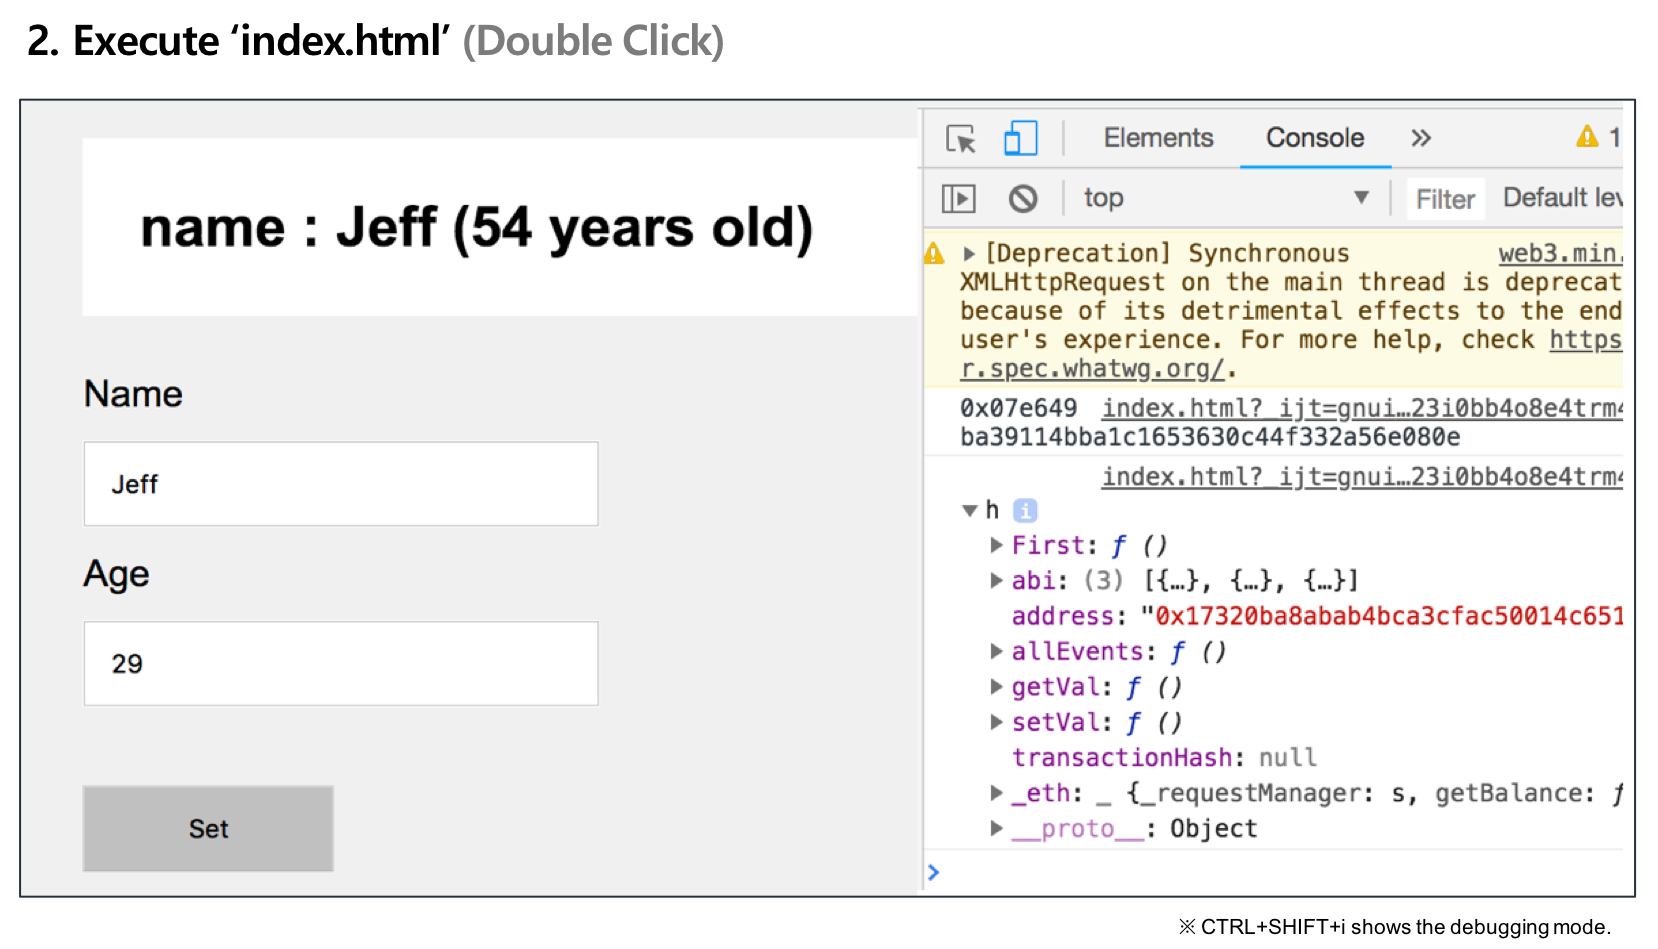 2. Execute ‘index.html’ (Double Click)
name : Jeff (54 years old)
Name
Jeff
Age
29
Set
Elements Console » 1
top ▼ Filter Default lev
[Deprecation] Synchronous web3.min.
XMLHttpRequest on the main thread is deprecat
because of its detrimental effects to the end
user's experience. For more help, check https
r.spec.whatwg.org/.
0x07e649 index.html?_ijt=gnui…23i0bb4o8e4trm4
ba39114bba1c1653630c44f332a56e080e
index.html?_ijt=gnui…23i0bb4o8e4trm4
▼ h i
▶ First: ƒ ()
▶ abi: (3) [{…}, {…}, {…}]
address: "0x17320ba8abab4bca3cfac50014c651
▶ allEvents: ƒ ()
▶ getVal: ƒ ()
▶ setVal: ƒ ()
transactionHash: null
▶ _eth: _ {_requestManager: s, getBalance: ƒ
▶ __proto__: Object
>
※ CTRL+SHIFT+i shows the debugging mode.